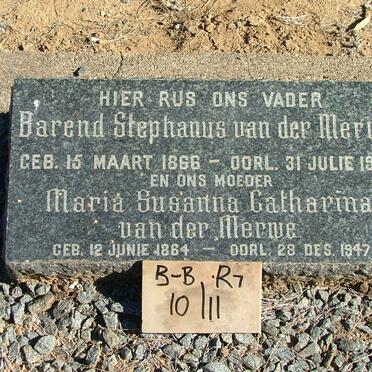 HIER RUS ONS VADER
Barend Stephanus van der
GEB. 15 MAART 1866 - OORL. 31 JULIE
EN ONS MOEDER
Maria Susanna Catharina
van der Merwe
GEB. 12 JUNIE 1864 - OORL. 28 DES. 1947
B-B. R7
10/11